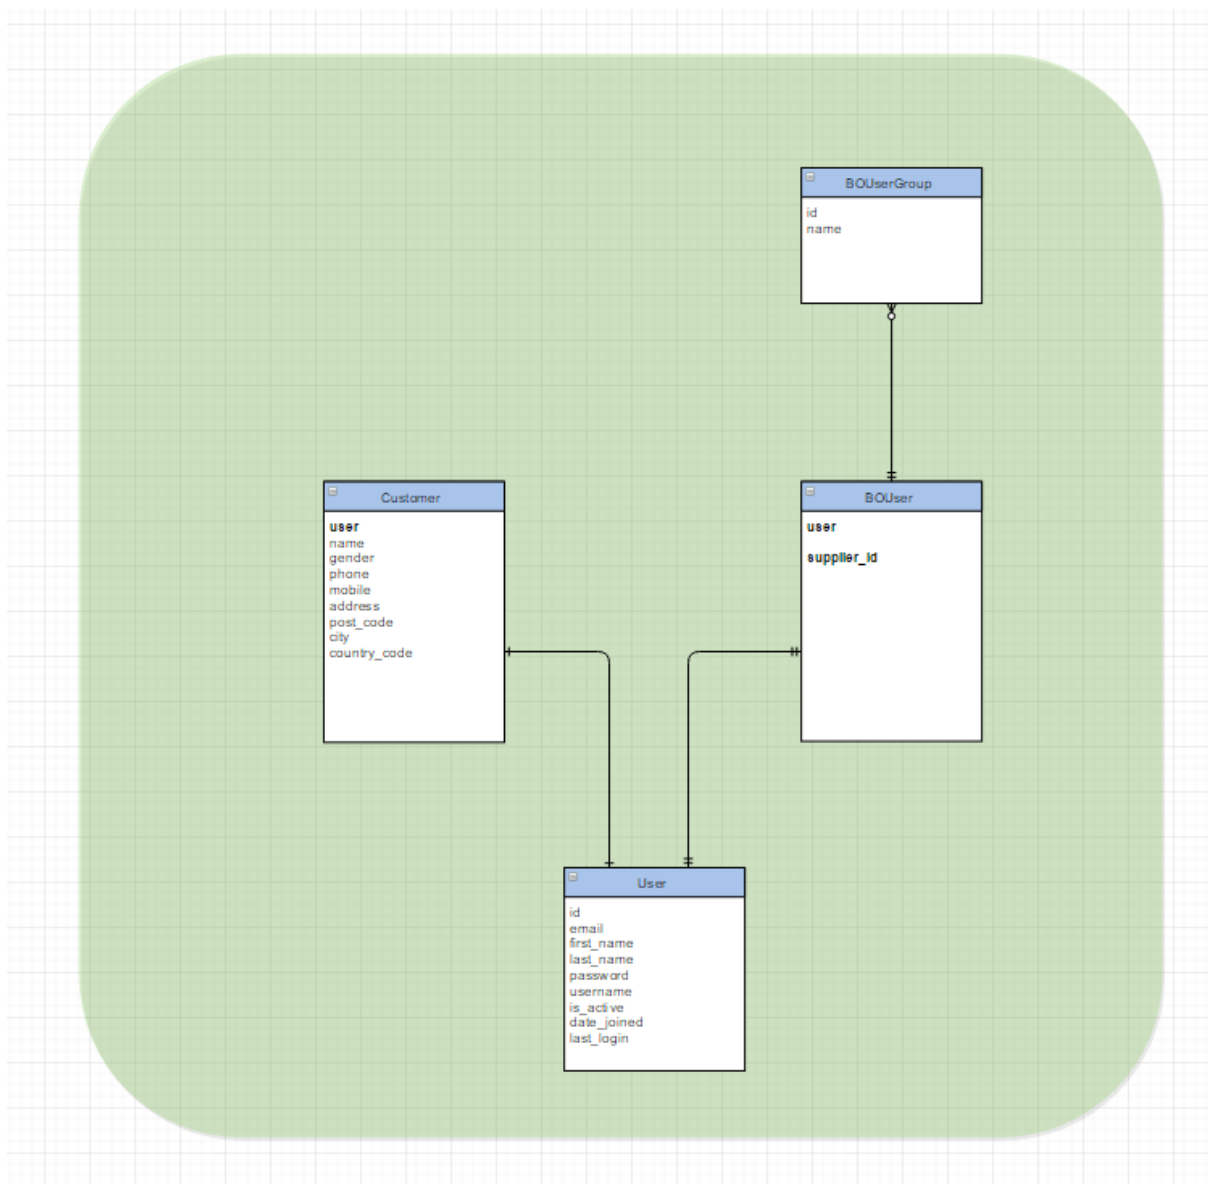 BOUserGroup
id
name
Customer
user
name
gender
phone
mobile
address
post_code
city
country_code
BOUser
user
supplier_id
User
id
email
first_name
last_name
password
username
is_active
date_joined
last_login